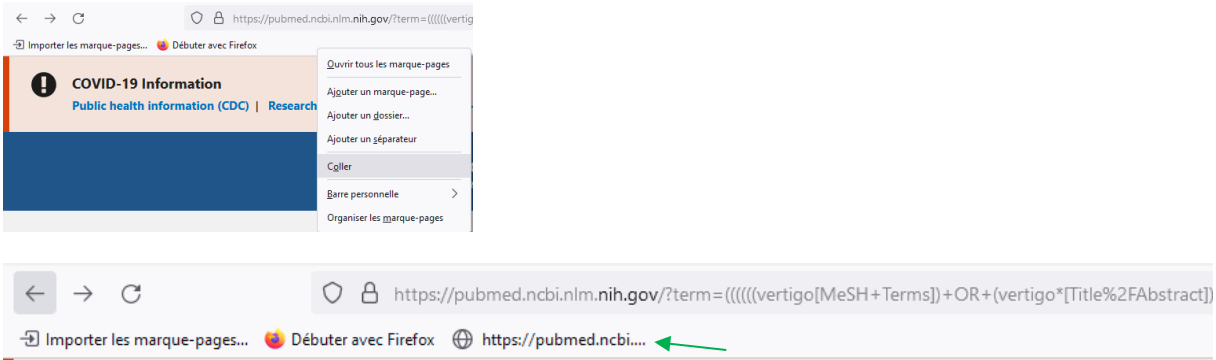 https://pubmed.ncbi.nlm.nih.gov/?term=((((((vertig
Importer les marque-pages... Débuter avec Firefox
COVID-19 Information
Public health information (CDC) | Research
Ouvrir tous les marque-pages
Ajouter un marque-page...
Ajouter un dossier...
Ajouter un séparateur
Coller
Barre personnelle
Organiser les marque-pages
https://pubmed.ncbi.nlm.nih.gov/?term=((((((vertigo[MeSH+Terms])+OR+(vertigo*[Title%2FAbstract])
Importer les marque-pages... Débuter avec Firefox https://pubmed.ncbi....